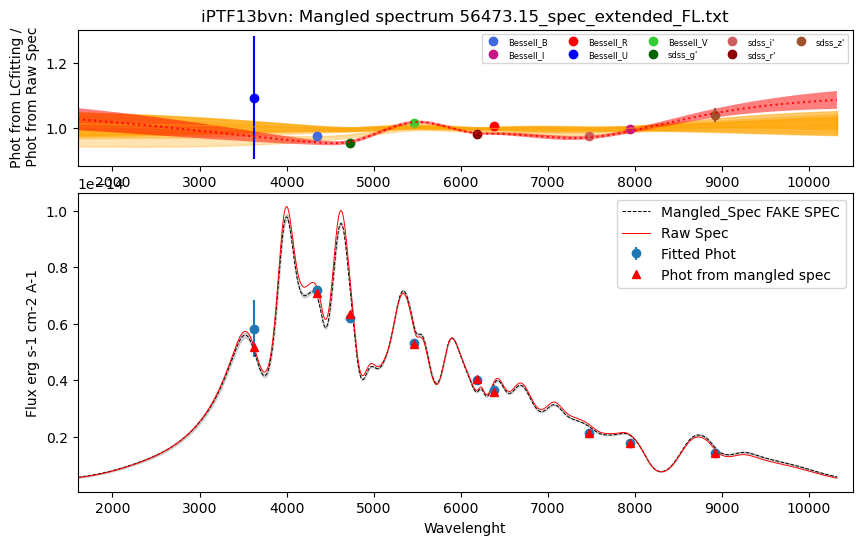 iPTF13bvn: Mangled spectrum 56473.15_spec_extended_FL.txt
Phot from LCfitting /
Phot from Raw Spec
1.2
1.0
Bessell_B Bessell_R Bessell_V sdss_i' sdss_z'
Bessell_I Bessell_U sdss_g' sdss_r'
2000 3000 4000 5000 6000 7000 8000 9000 10000
1e−14
Flux erg s-1 cm-2 A-1
1.0
0.8
0.6
0.4
0.2
Mangled_Spec FAKE SPEC
Raw Spec
Fitted Phot
Phot from mangled spec
2000 3000 4000 5000 6000 7000 8000 9000 10000
Wavelenght